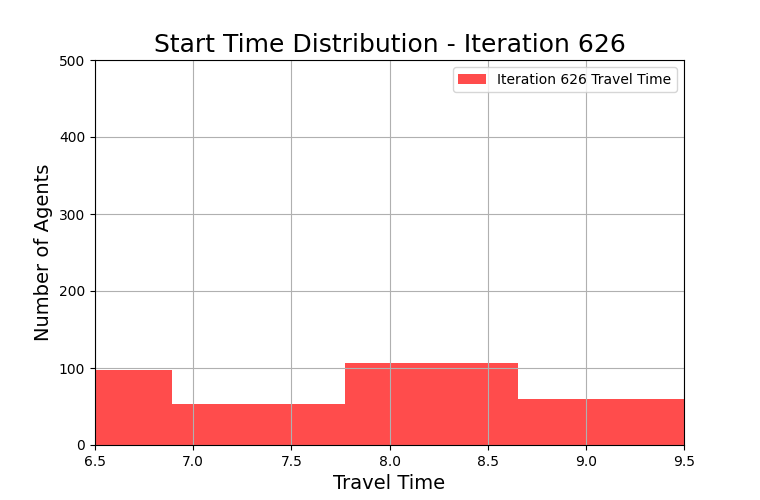 Start Time Distribution - Iteration 626
Iteration 626 Travel Time
Number of Agents
500
400
300
200
100
0
6.5 7.0 7.5 8.0 8.5 9.0 9.5
Travel Time